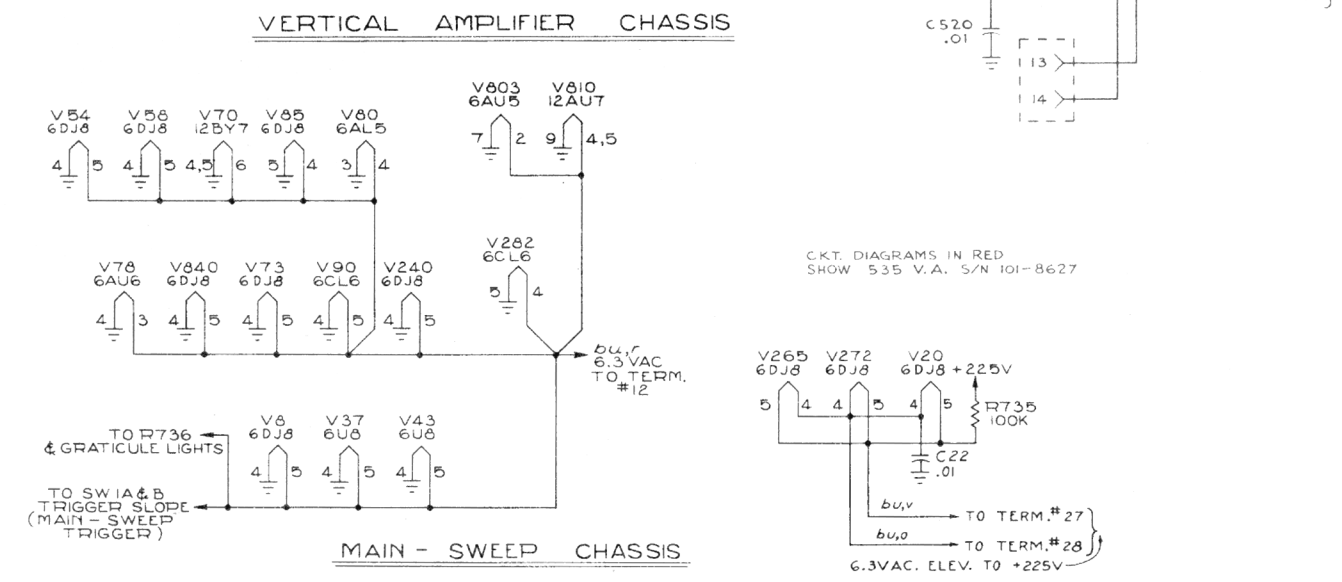 VERTICAL AMPLIFIER CHASSIS
C520
.01
13
14
V803 V810
6AU5 12AU7
7 2 9 4,5
V54 V58 V70 V85 V80
6DJ8 6DJ8 12BY7 6DJ8 6AL5
4 5 4 5 4,5 6 5 4 3 4
V282
6CL6
5 4
CKT. DIAGRAMS IN RED
SHOW 535 V.A. S/N 101-8627
V78 V840 V73 V90 V240
6AU6 6DJ8 6DJ8 6CL6 6DJ8
4 3 4 5 4 5 4 5 4 5
bu,r
6.3VAC
TO TERM.
#12
V265 V272 V20
6DJ8 6DJ8 6DJ8 +225V
5 4 4 5 4 5
R735
100K
C22
.01
V8 V37 V43
6DJ8 6U8 6U8
4 5 4 5 4 5
TO R736
& GRATICULE LIGHTS
TO SW 1A & B
TRIGGER SLOPE
(MAIN-SWEEP
TRIGGER)
bu,v
TO TERM.#27
bu,o
TO TERM.#28
6.3VAC. ELEV. TO +225V
MAIN - SWEEP CHASSIS